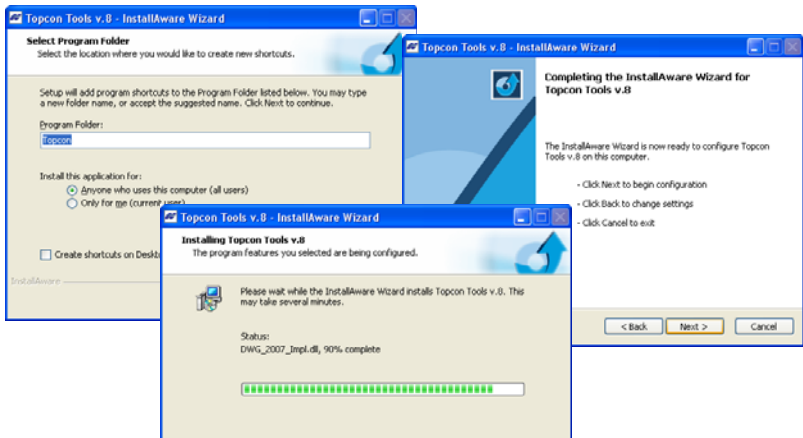 Topcon Tools v.8 - InstallAware Wizard
Select Program Folder
Select the location where you would like to create new shortcuts.
Setup will add program shortcuts to the Program Folder listed below. You may type
a new folder name, or accept the suggested name. Click Next to continue.
Program Folder:
Topcon
Install this application for:
Anyone who uses this computer (all users)
Only for me (current user)
Create shortcuts on Deskt
InstallAware
Topcon Tools v.8 - InstallAware Wizard
Completing the InstallAware Wizard for
Topcon Tools v.8
The InstallAware Wizard is now ready to configure Topcon
Tools v.8 on this computer.
- Click Next to begin configuration
- Click Back to change settings
- Click Cancel to exit
< Back
Next >
Cancel
Topcon Tools v.8 - InstallAware Wizard
Installing Topcon Tools v.8
The program features you selected are being configured.
Please wait while the InstallAware Wizard installs Topcon Tools v.8. This
may take several minutes.
Status:
DWG_2007_Impl.dll, 90% complete